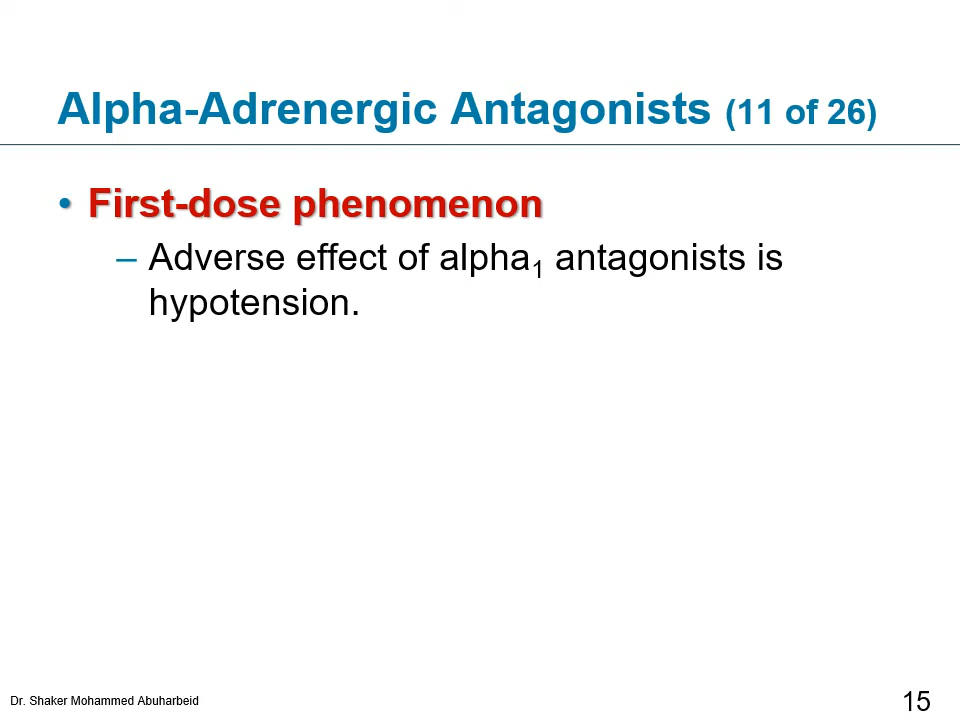 Alpha-Adrenergic Antagonists (11 of 26)
• First-dose phenomenon
– Adverse effect of alpha₁ antagonists is
hypotension.
Dr. Shaker Mohammed Abuharbeid
15